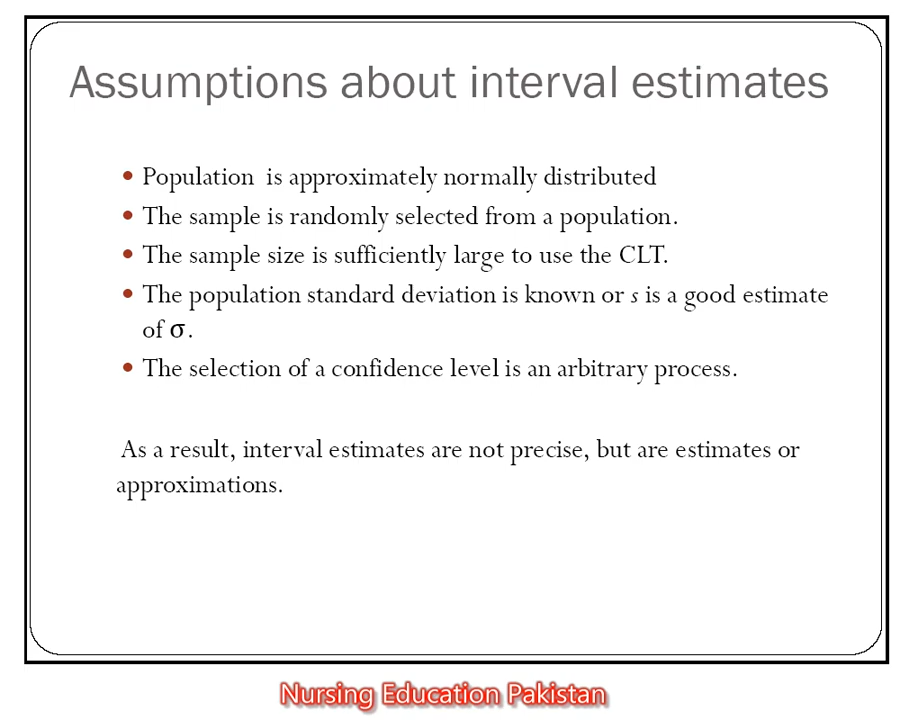 Assumptions about interval estimates
• Population is approximately normally distributed
• The sample is randomly selected from a population.
• The sample size is sufficiently large to use the CLT.
• The population standard deviation is known or s is a good estimate
of σ.
• The selection of a confidence level is an arbitrary process.
As a result, interval estimates are not precise, but are estimates or
approximations.
Nursing Education Pakistan